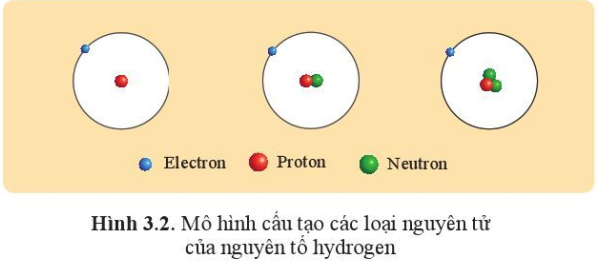 Electron Proton Neutron
Hình 3.2. Mô hình cấu tạo các loại nguyên tử
của nguyên tố hydrogen